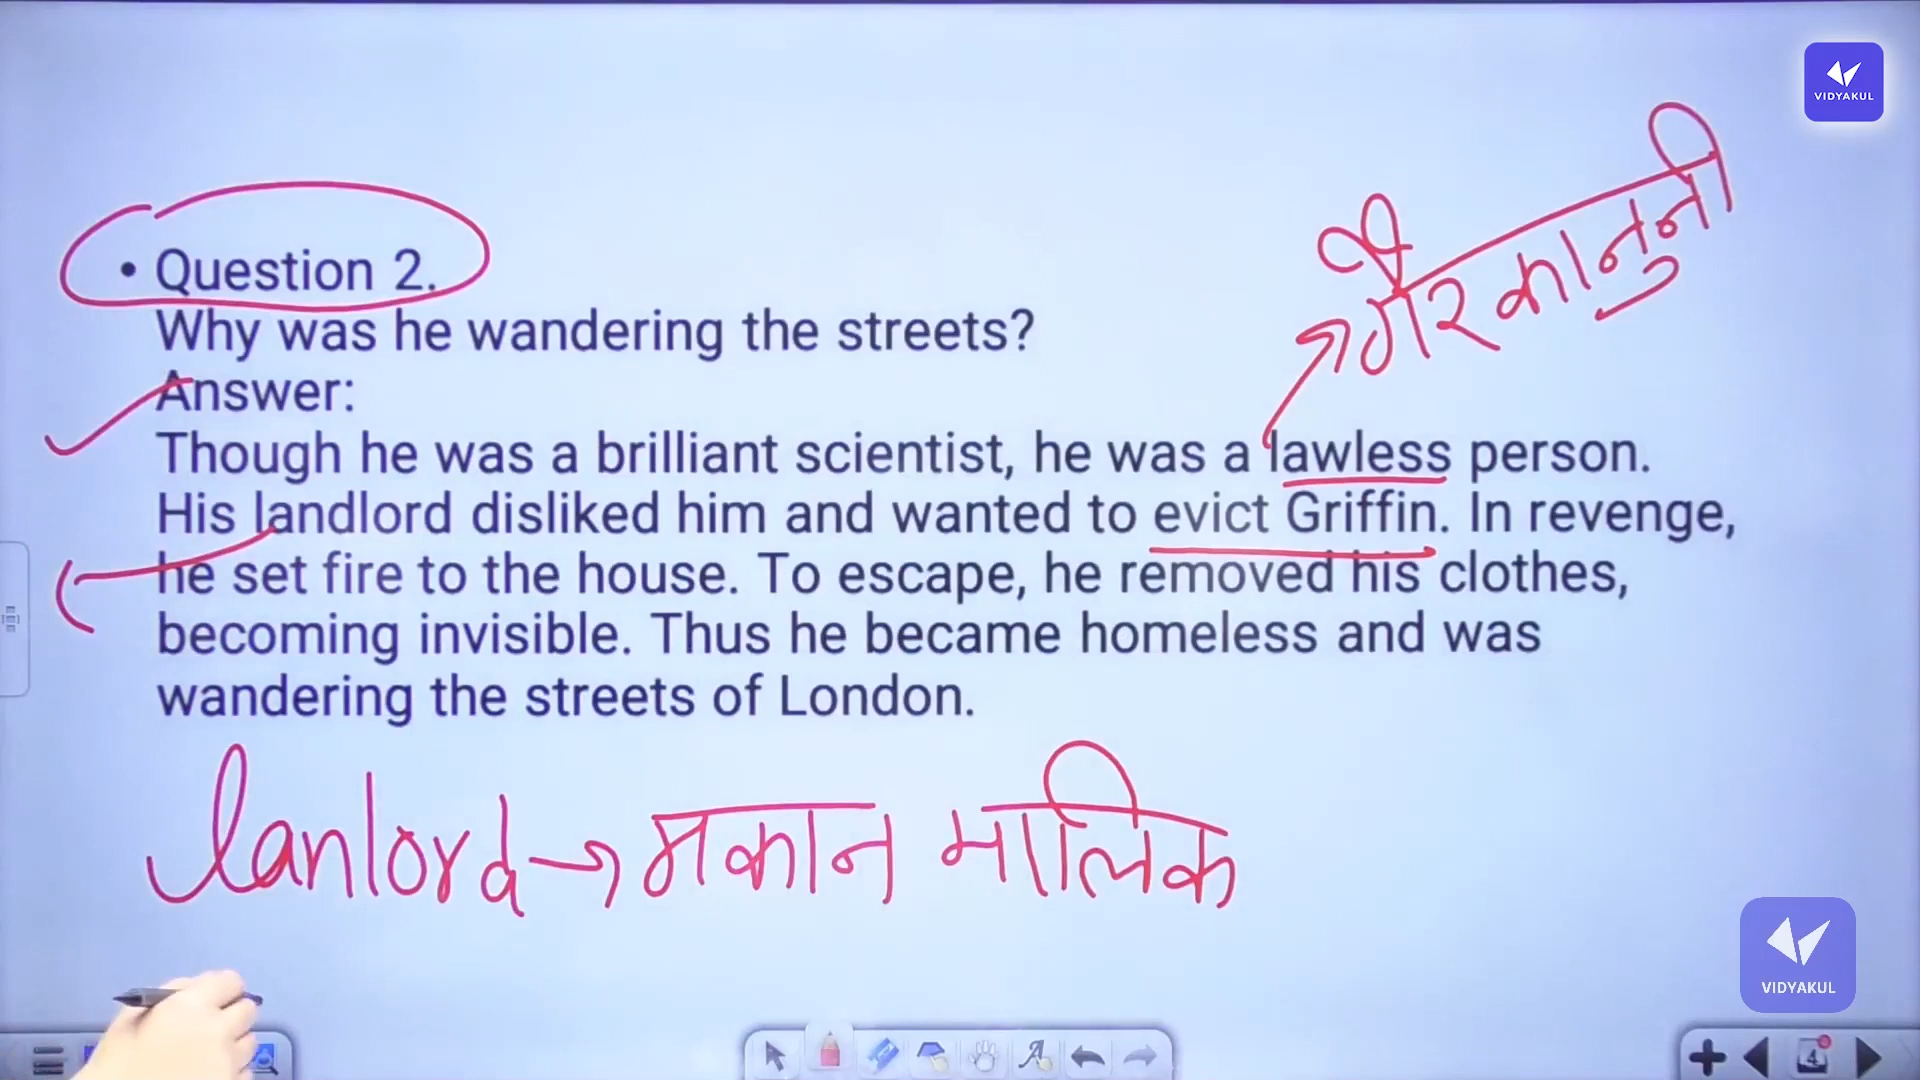 VIDYAKUL
गैर कानुनी
• Question 2.
Why was he wandering the streets?
Answer:
Though he was a brilliant scientist, he was a lawless person.
His landlord disliked him and wanted to evict Griffin. In revenge,
he set fire to the house. To escape, he removed his clothes,
becoming invisible. Thus he became homeless and was
wandering the streets of London.
lanlord → मकान मालिक
VIDYAKUL
4